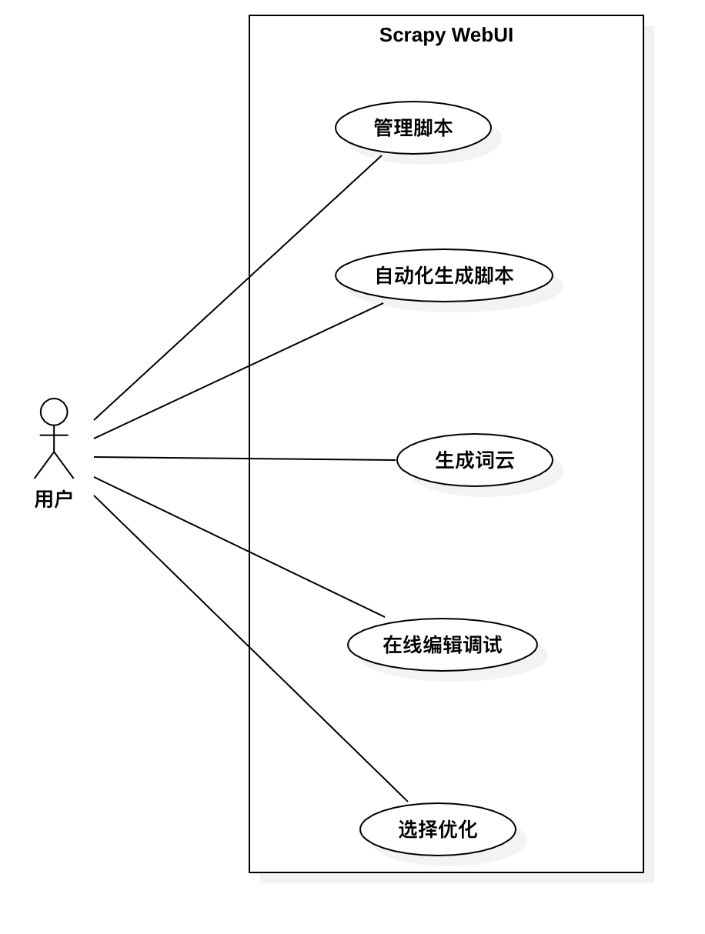 Scrapy WebUI
管理脚本
自动化生成脚本
生成词云
用户
在线编辑调试
选择优化